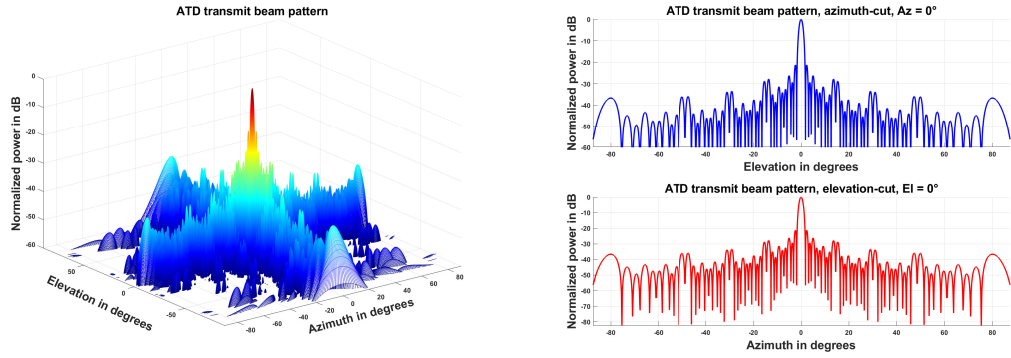 ATD transmit beam pattern
0
-10
-20
-30
-40
-50
-60
Normalized power in dB
50
0
-50
Elevation in degrees
-80
-60
-40
-20
0
20
40
60
80
Azimuth in degrees
ATD transmit beam pattern, azimuth-cut, Az = 0°
0
-10
-20
-30
-40
-50
-60
Normalized power in dB
-80 -60 -40 -20 0 20 40 60 80
Elevation in degrees
ATD transmit beam pattern, elevation-cut, El = 0°
0
-10
-20
-30
-40
-50
-60
-70
-80
Normalized power in dB
-80 -60 -40 -20 0 20 40 60 80
Azimuth in degrees